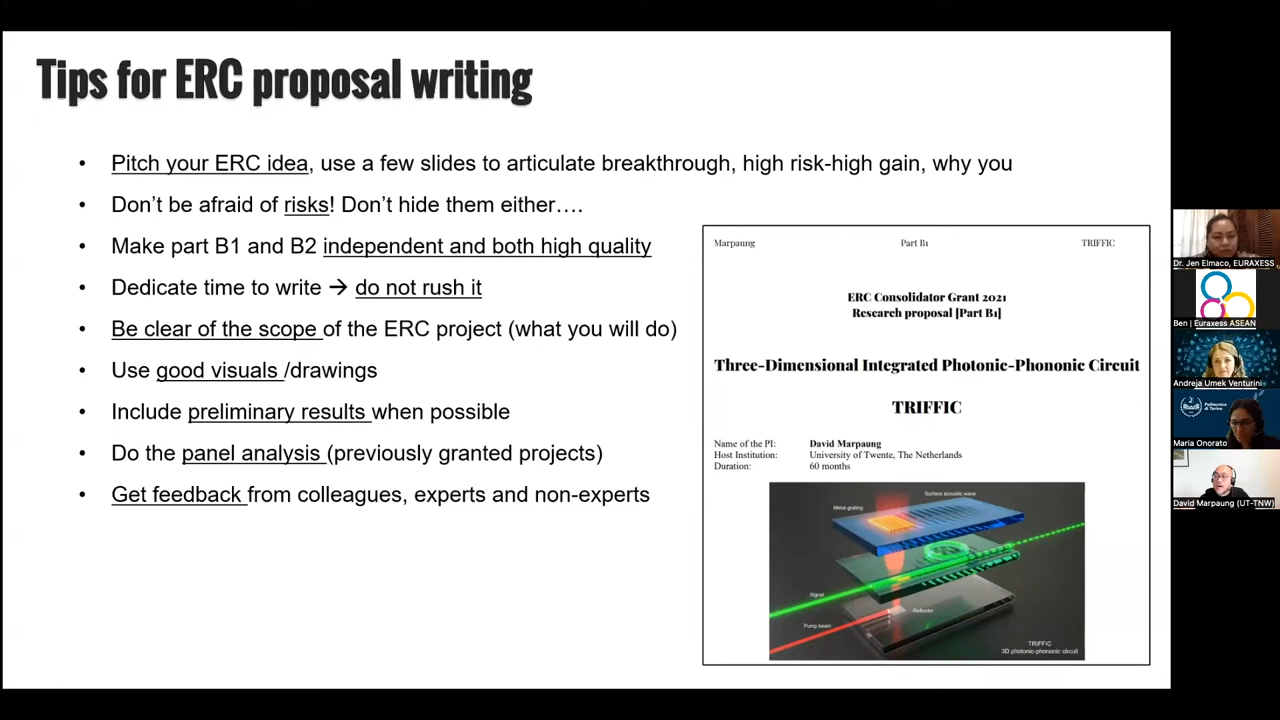 Tips for ERC proposal writing
• Pitch your ERC idea, use a few slides to articulate breakthrough, high risk-high gain, why you
• Don’t be afraid of risks! Don’t hide them either….
• Make part B1 and B2 independent and both high quality
• Dedicate time to write → do not rush it
• Be clear of the scope of the ERC project (what you will do)
• Use good visuals /drawings
• Include preliminary results when possible
• Do the panel analysis (previously granted projects)
• Get feedback from colleagues, experts and non-experts
Marpaung Part B1 TRIFFIC
ERC Consolidator Grant 2021
Research proposal [Part B1]
Three-Dimensional Integrated Photonic-Phononic Circuit
TRIFFIC
Name of the PI: David Marpaung
Host Institution: University of Twente, The Netherlands
Duration: 60 months
Surface acoustic wave
Metal grating
Signal
Reflector
Pump beam
TRIFFIC
3D photonic-phononic circuit
Dr. Jen Elmaco, EURAXESS
Ben | Euraxess ASEAN
Andreja Umek Venturini
Politecnico
di Torino
Maria Onorato
David Marpaung (UT-TNW)